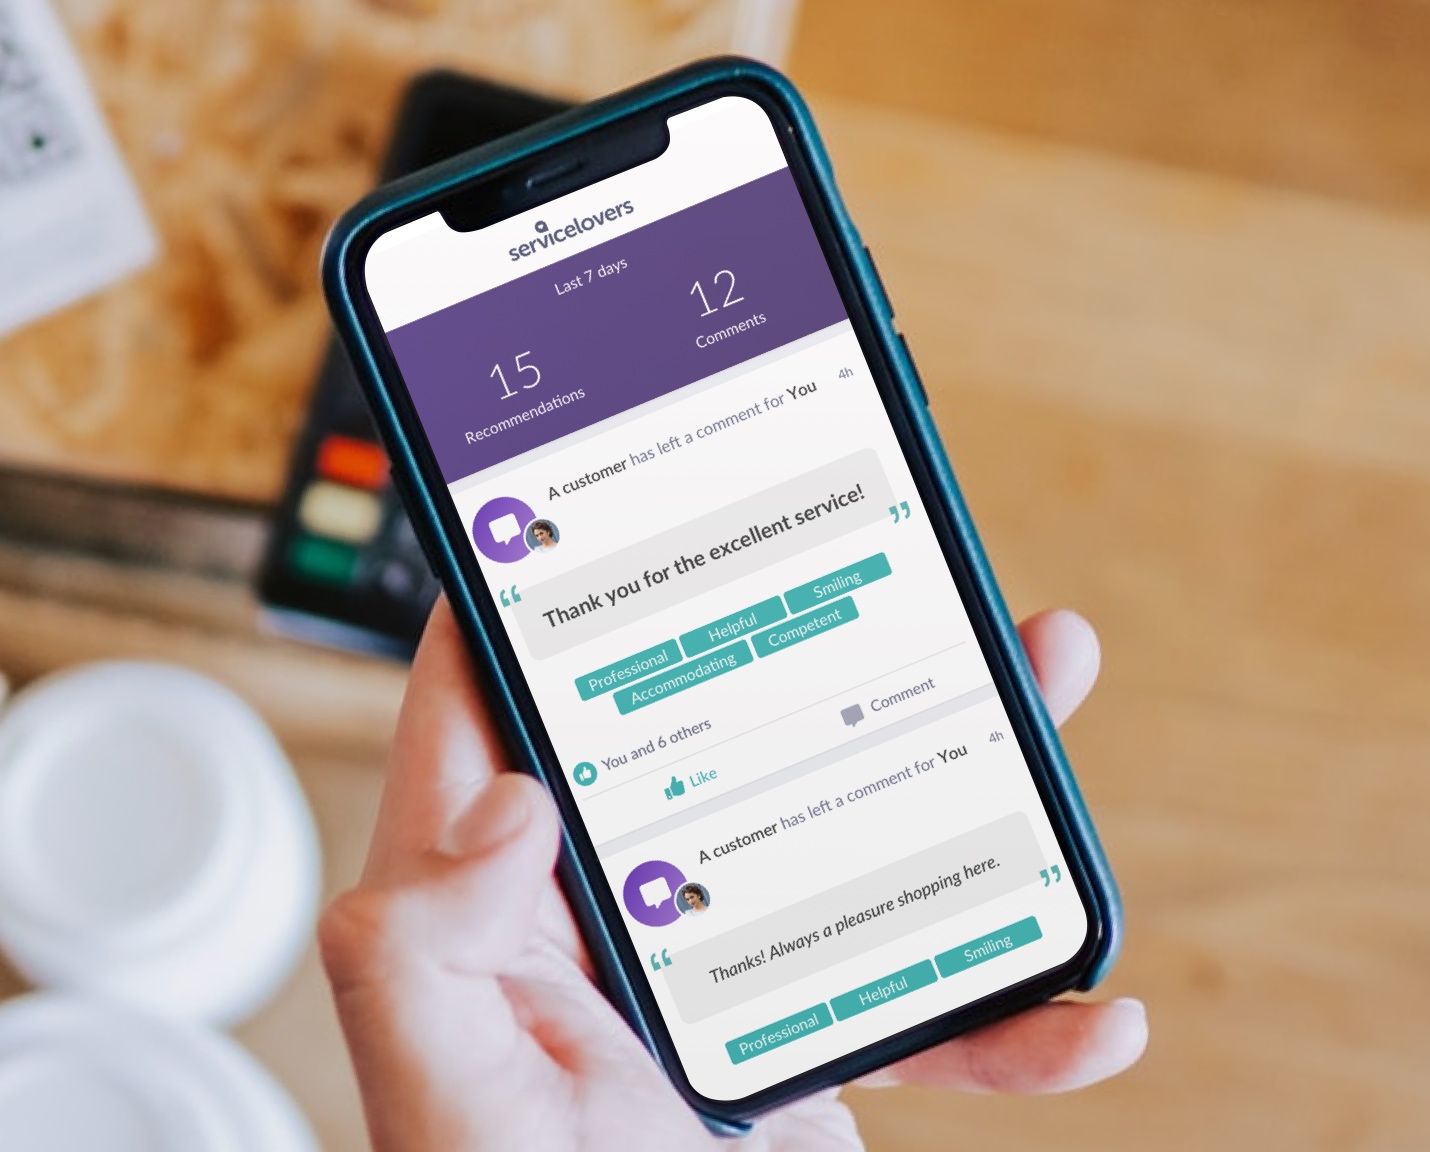 servicelovers
Last 7 days
15
Recommendations
12
Comments
A customer has left a comment for You
4h
“
Thank you for the excellent service!
”
Professional
Helpful
Smiling
Accommodating
Competent
You and 6 others
Like
Comment
A customer has left a comment for You
4h
“
Thanks! Always a pleasure shopping here.
”
Professional
Helpful
Smiling